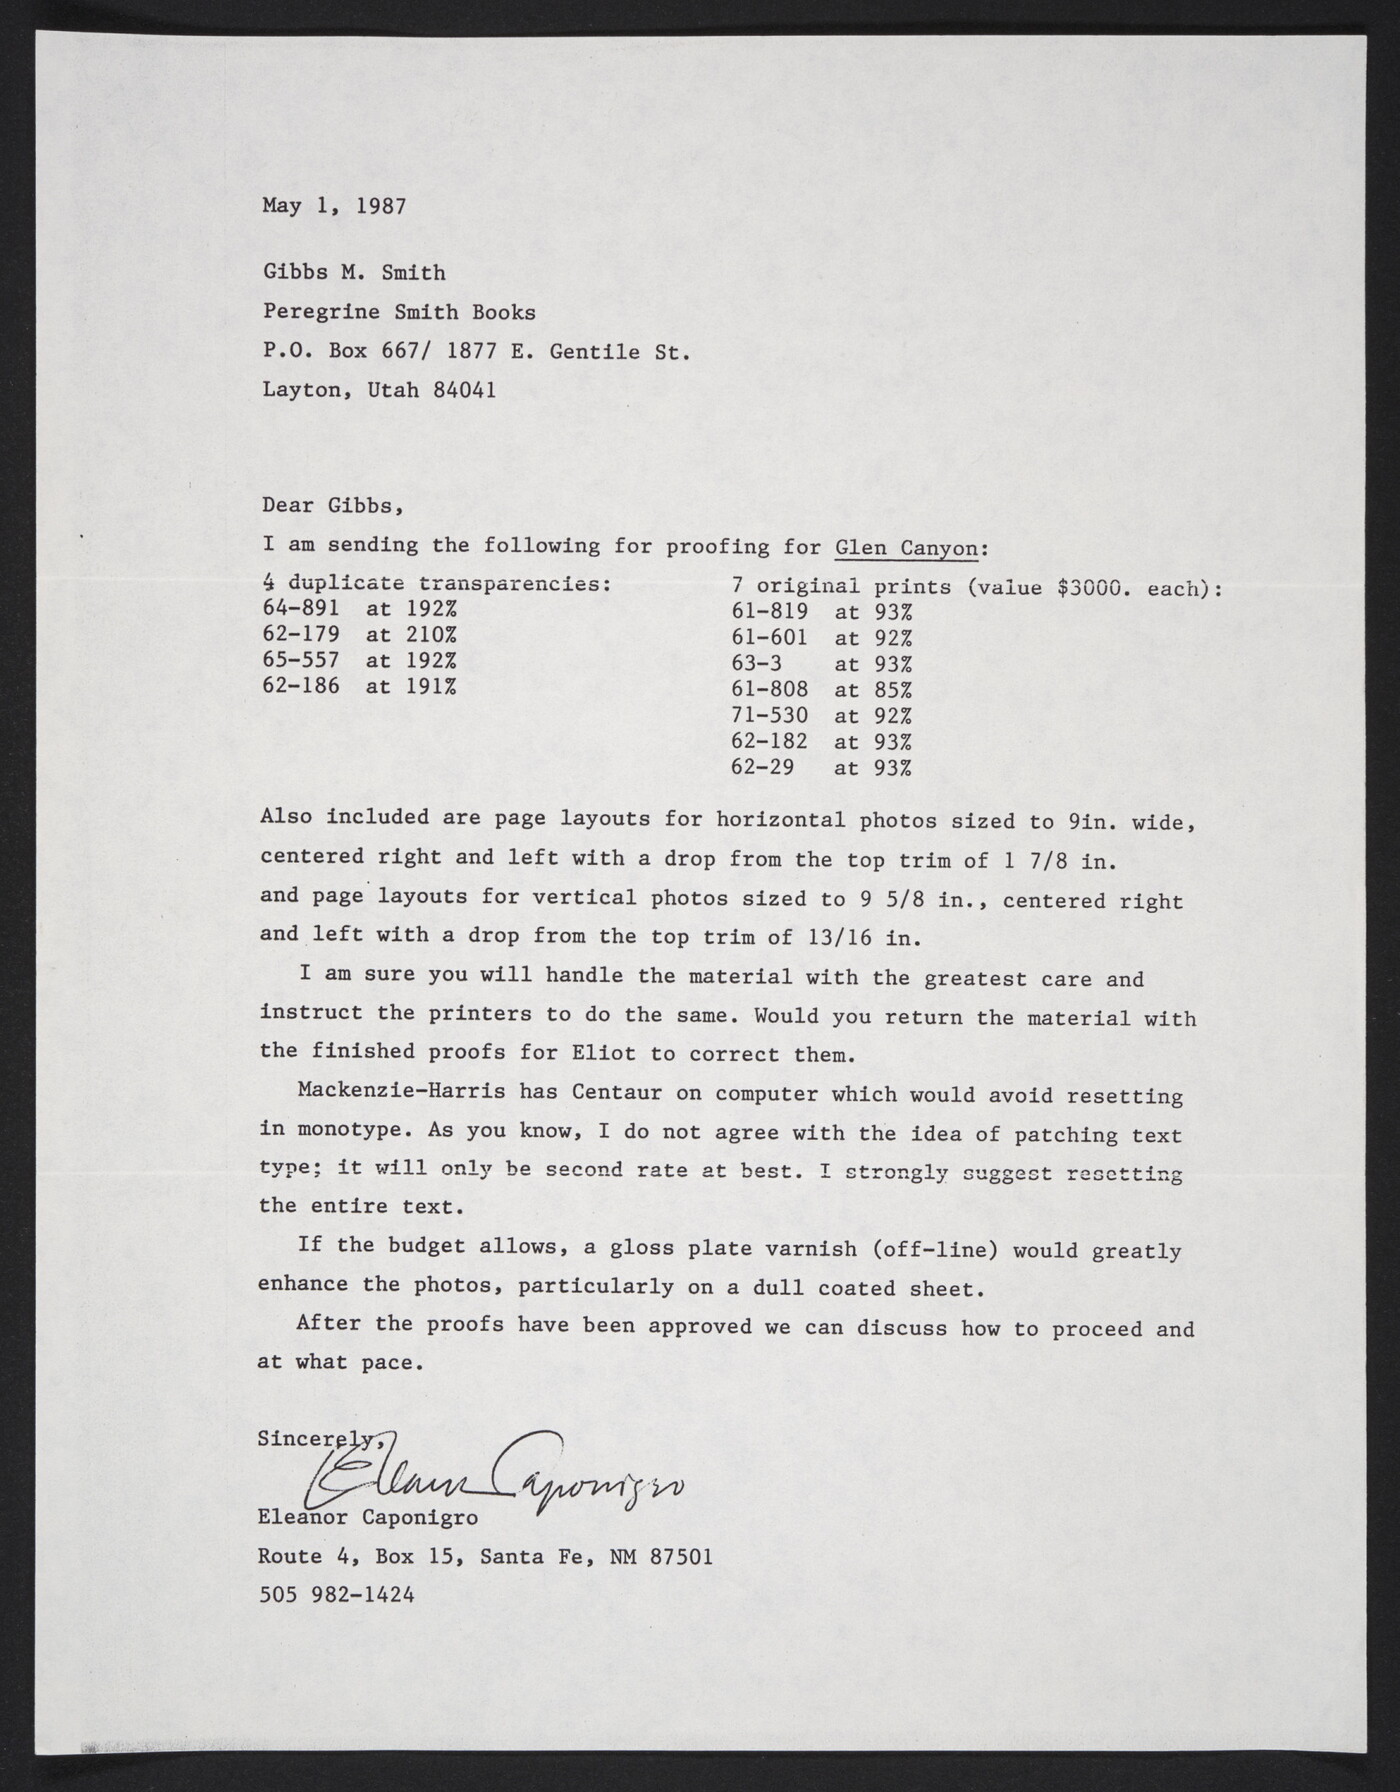 May 1, 1987
Gibbs M. Smith
Peregrine Smith Books
P.O. Box 667/ 1877 E. Gentile St.
Layton, Utah 84041
Dear Gibbs,
I am sending the following for proofing for Glen Canyon:
4 duplicate transparencies:
64-891 at 192%
62-179 at 210%
65-557 at 192%
62-186 at 191%
7 original prints (value $3000. each):
61-819 at 93%
61-601 at 92%
63-3 at 93%
61-808 at 85%
71-530 at 92%
62-182 at 93%
62-29 at 93%
Also included are page layouts for horizontal photos sized to 9in. wide,
centered right and left with a drop from the top trim of 1 7/8 in.
and page layouts for vertical photos sized to 9 5/8 in., centered right
and left with a drop from the top trim of 13/16 in.
I am sure you will handle the material with the greatest care and
instruct the printers to do the same. Would you return the material with
the finished proofs for Eliot to correct them.
Mackenzie-Harris has Centaur on computer which would avoid resetting
in monotype. As you know, I do not agree with the idea of patching text
type; it will only be second rate at best. I strongly suggest resetting
the entire text.
If the budget allows, a gloss plate varnish (off-line) would greatly
enhance the photos, particularly on a dull coated sheet.
After the proofs have been approved we can discuss how to proceed and
at what pace.
Sincerely,
Eleanor Caponigro
Eleanor Caponigro
Route 4, Box 15, Santa Fe, NM 87501
505 982-1424